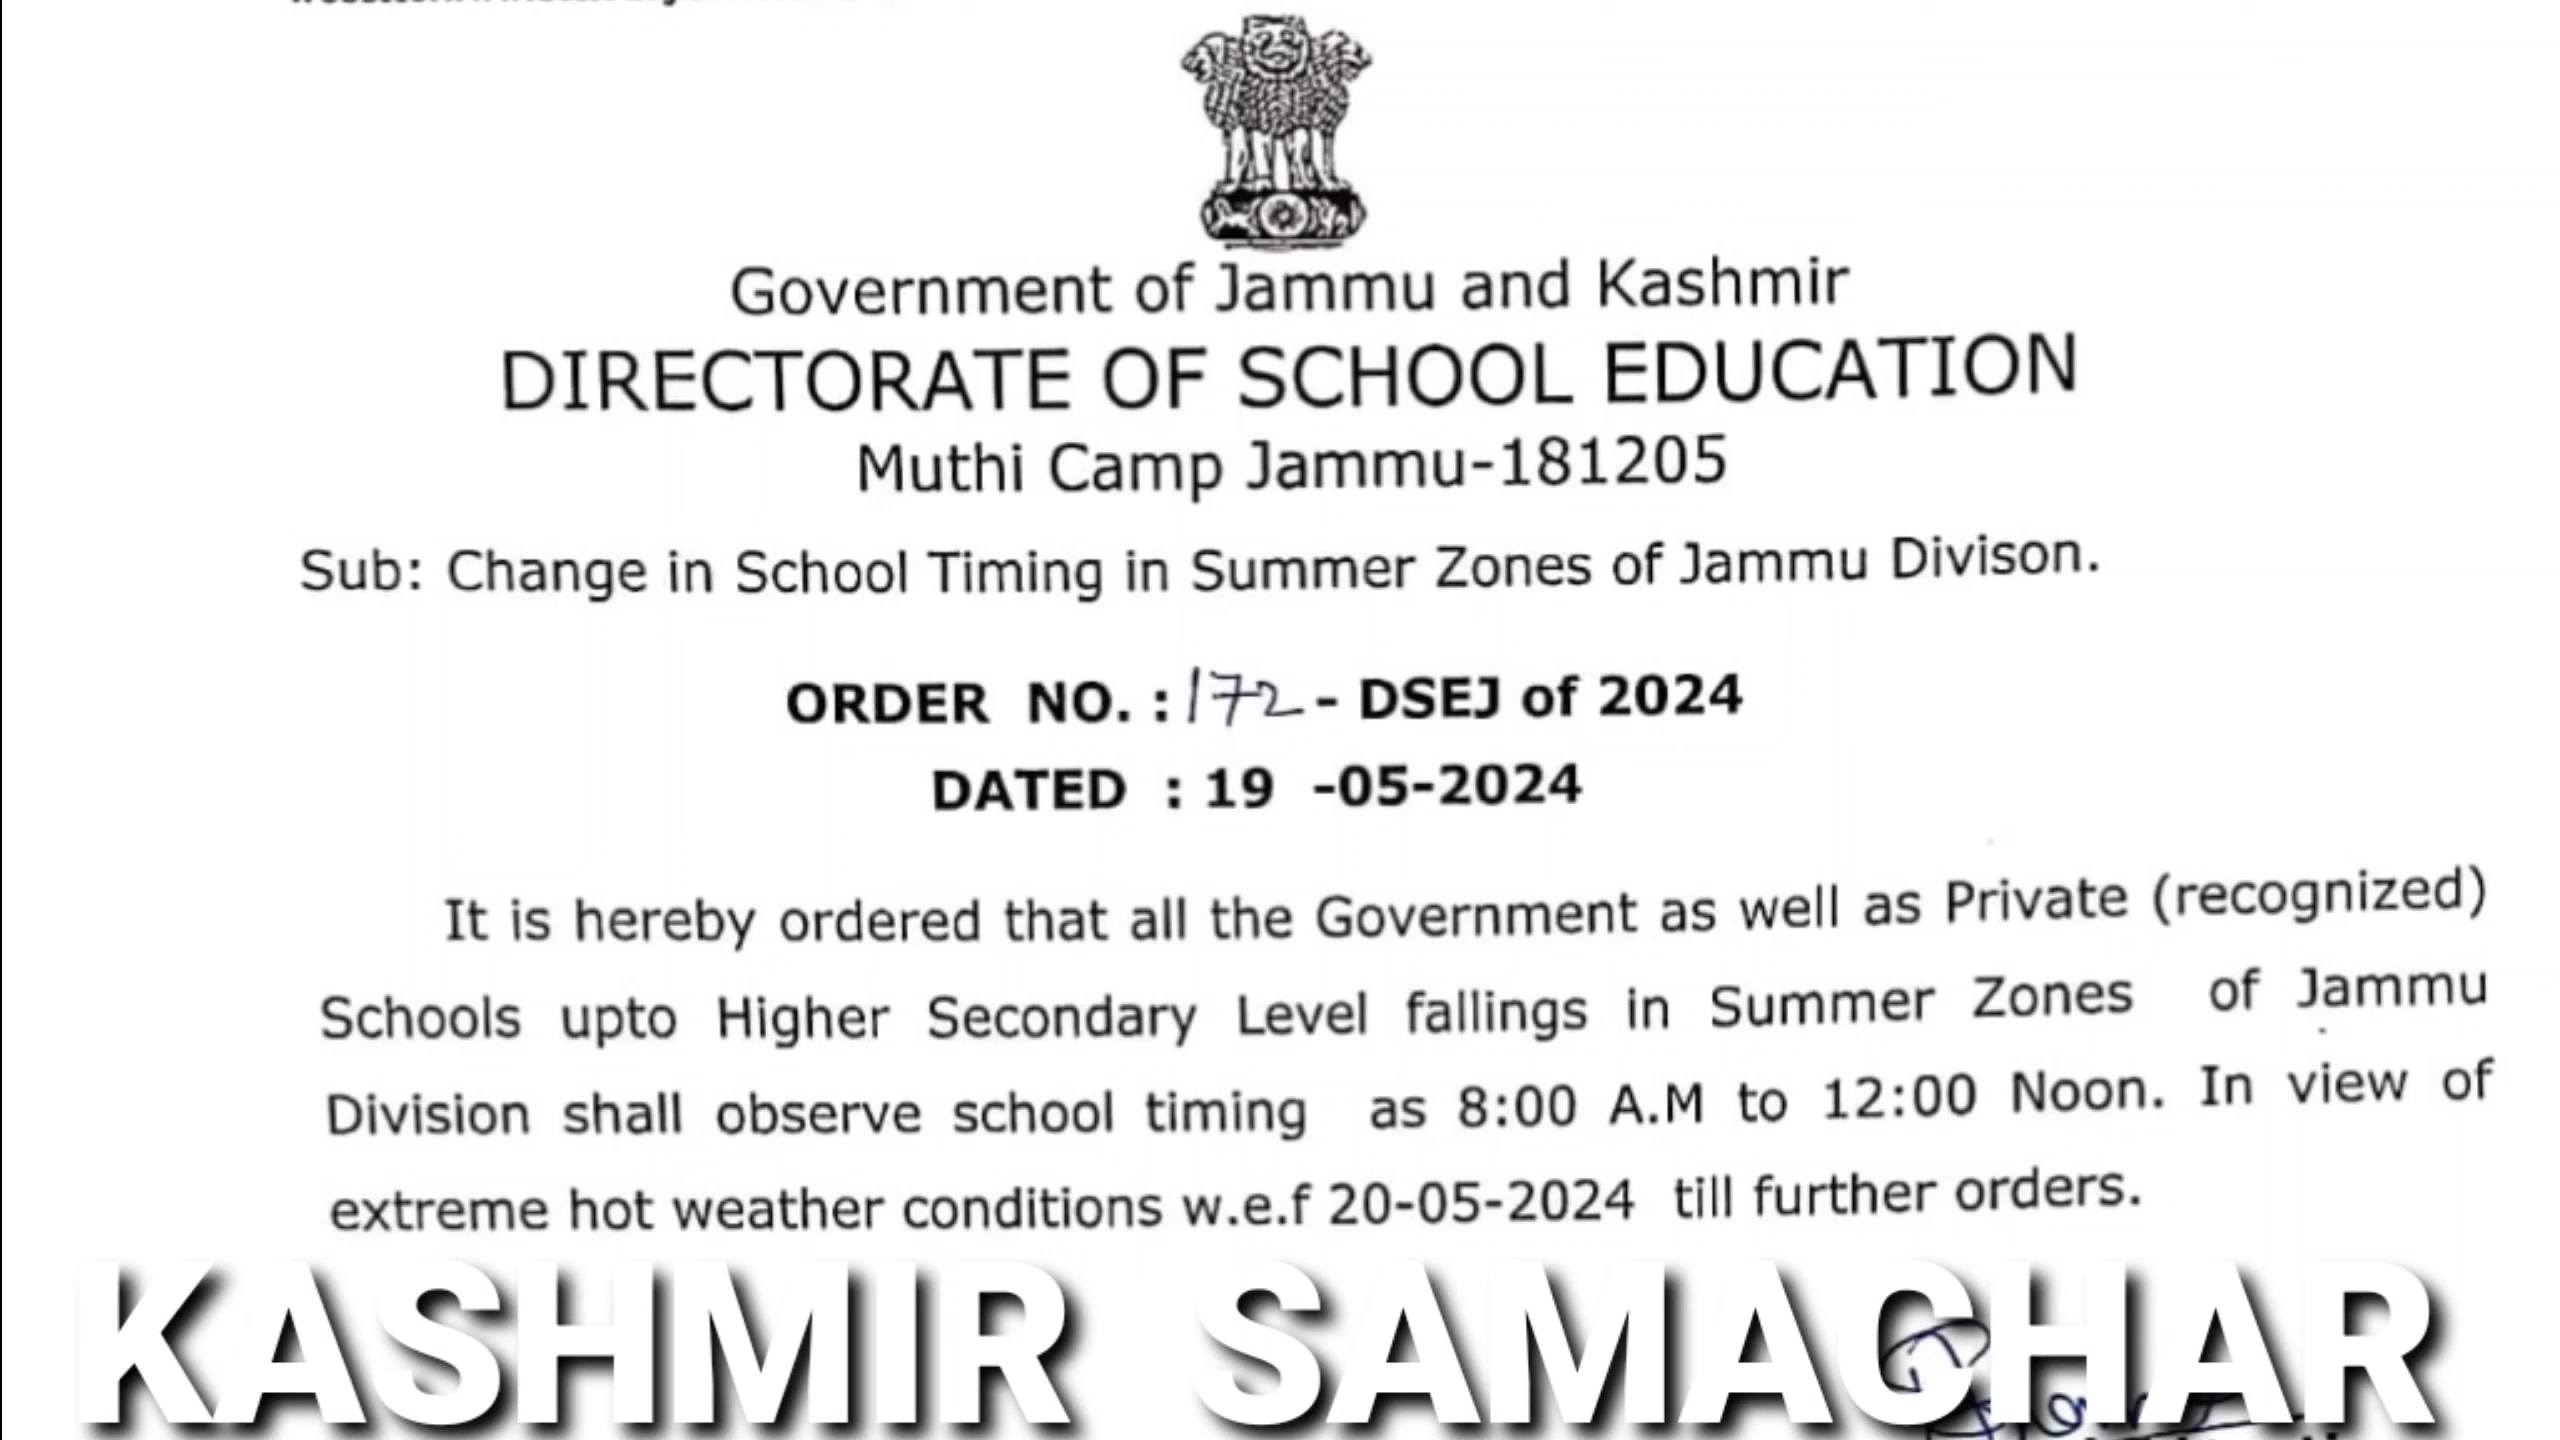 Government of Jammu and Kashmir
DIRECTORATE OF SCHOOL EDUCATION
Muthi Camp Jammu-181205
Sub: Change in School Timing in Summer Zones of Jammu Divison.
ORDER NO. : 172 - DSEJ of 2024
DATED : 19 -05-2024
It is hereby ordered that all the Government as well as Private (recognized)
Schools upto Higher Secondary Level fallings in Summer Zones of Jammu
Division shall observe school timing as 8:00 A.M to 12:00 Noon. In view of
extreme hot weather conditions w.e.f 20-05-2024 till further orders.
KASHMIR SAMACHAR